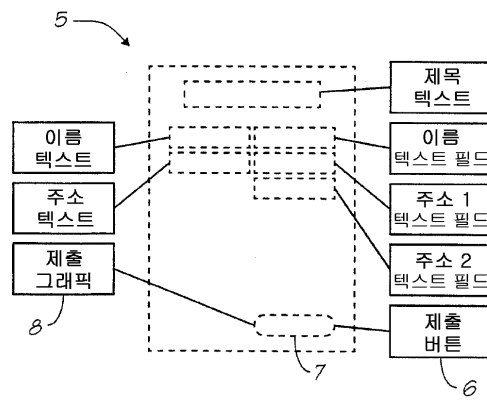 5
제목
텍스트
이름
텍스트
이름
텍스트 필드
주소
텍스트
주소 1
텍스트 필드
제출
그래픽
주소 2
텍스트 필드
8
7
제출
버튼
6